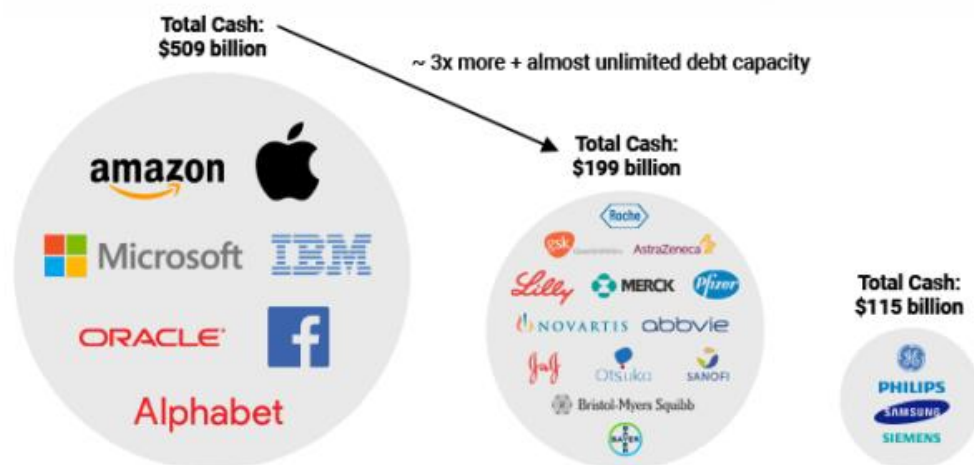 Total Cash:
$509 billion
~ 3x more + almost unlimited debt capacity
amazon
Microsoft
IBM
ORACLE
f
Alphabet
Total Cash:
$199 billion
Roche
gsk
AstraZeneca
Lilly
MERCK
Pfizer
NOVARTIS
abbvie
J&J
Otsuka
SANOFI
Bristol-Myers Squibb
BAYER
Total Cash:
$115 billion
GE
PHILIPS
SAMSUNG
SIEMENS